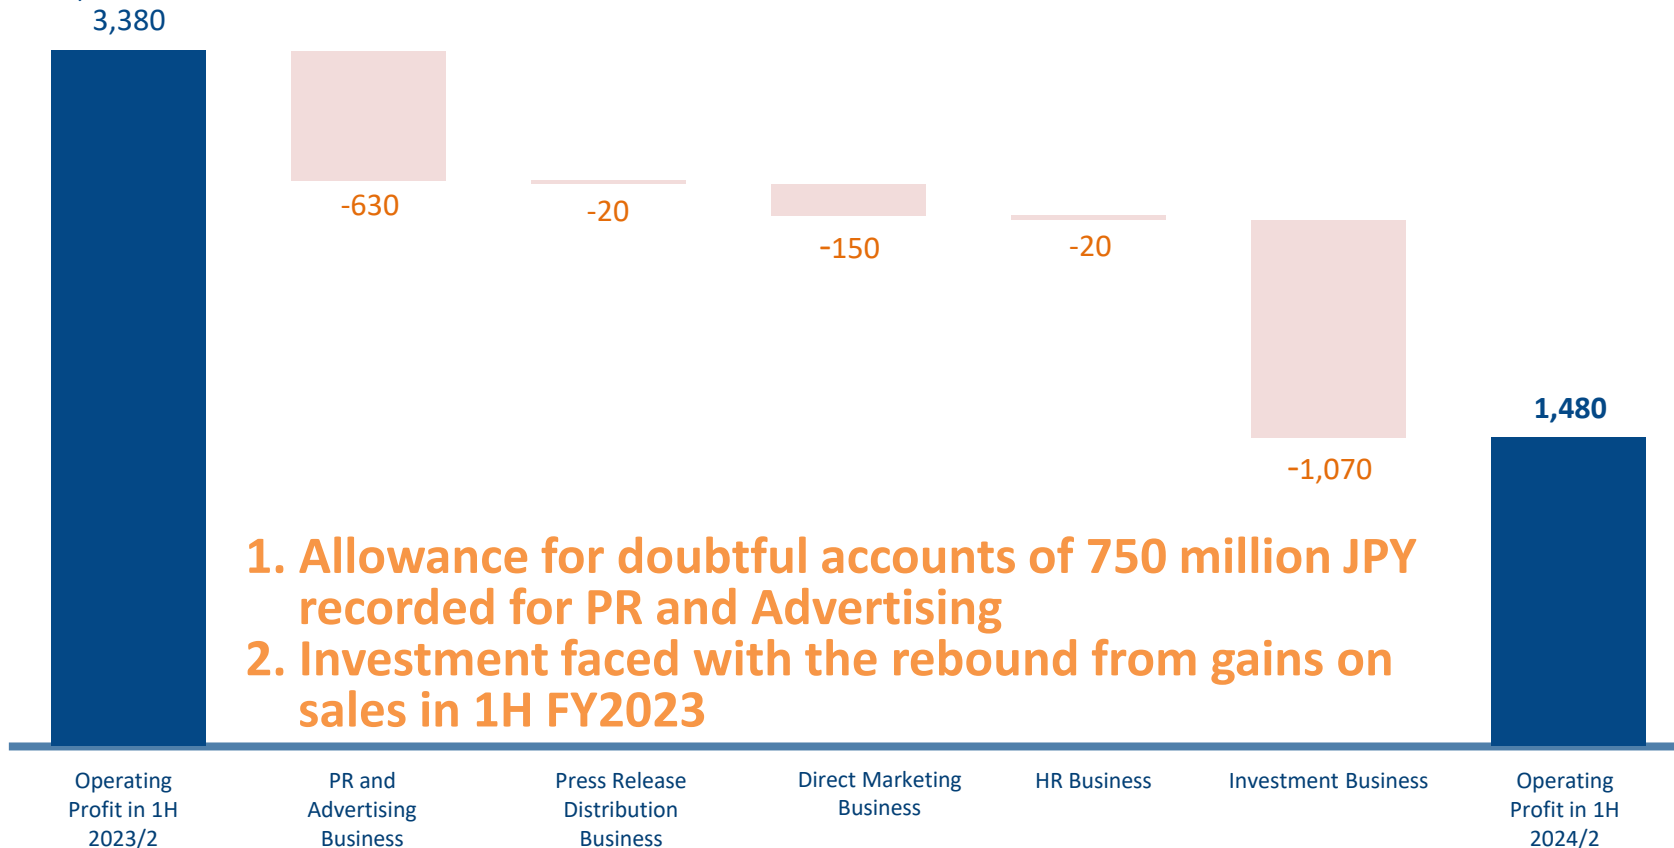 3,380
-630
-20
-150
-20
-1,070
1,480
1. Allowance for doubtful accounts of 750 million JPY
recorded for PR and Advertising
2. Investment faced with the rebound from gains on
sales in 1H FY2023
Operating
Profit in 1H
2023/2
PR and
Advertising
Business
Press Release
Distribution
Business
Direct Marketing
Business
HR Business
Investment Business
Operating
Profit in 1H
2024/2